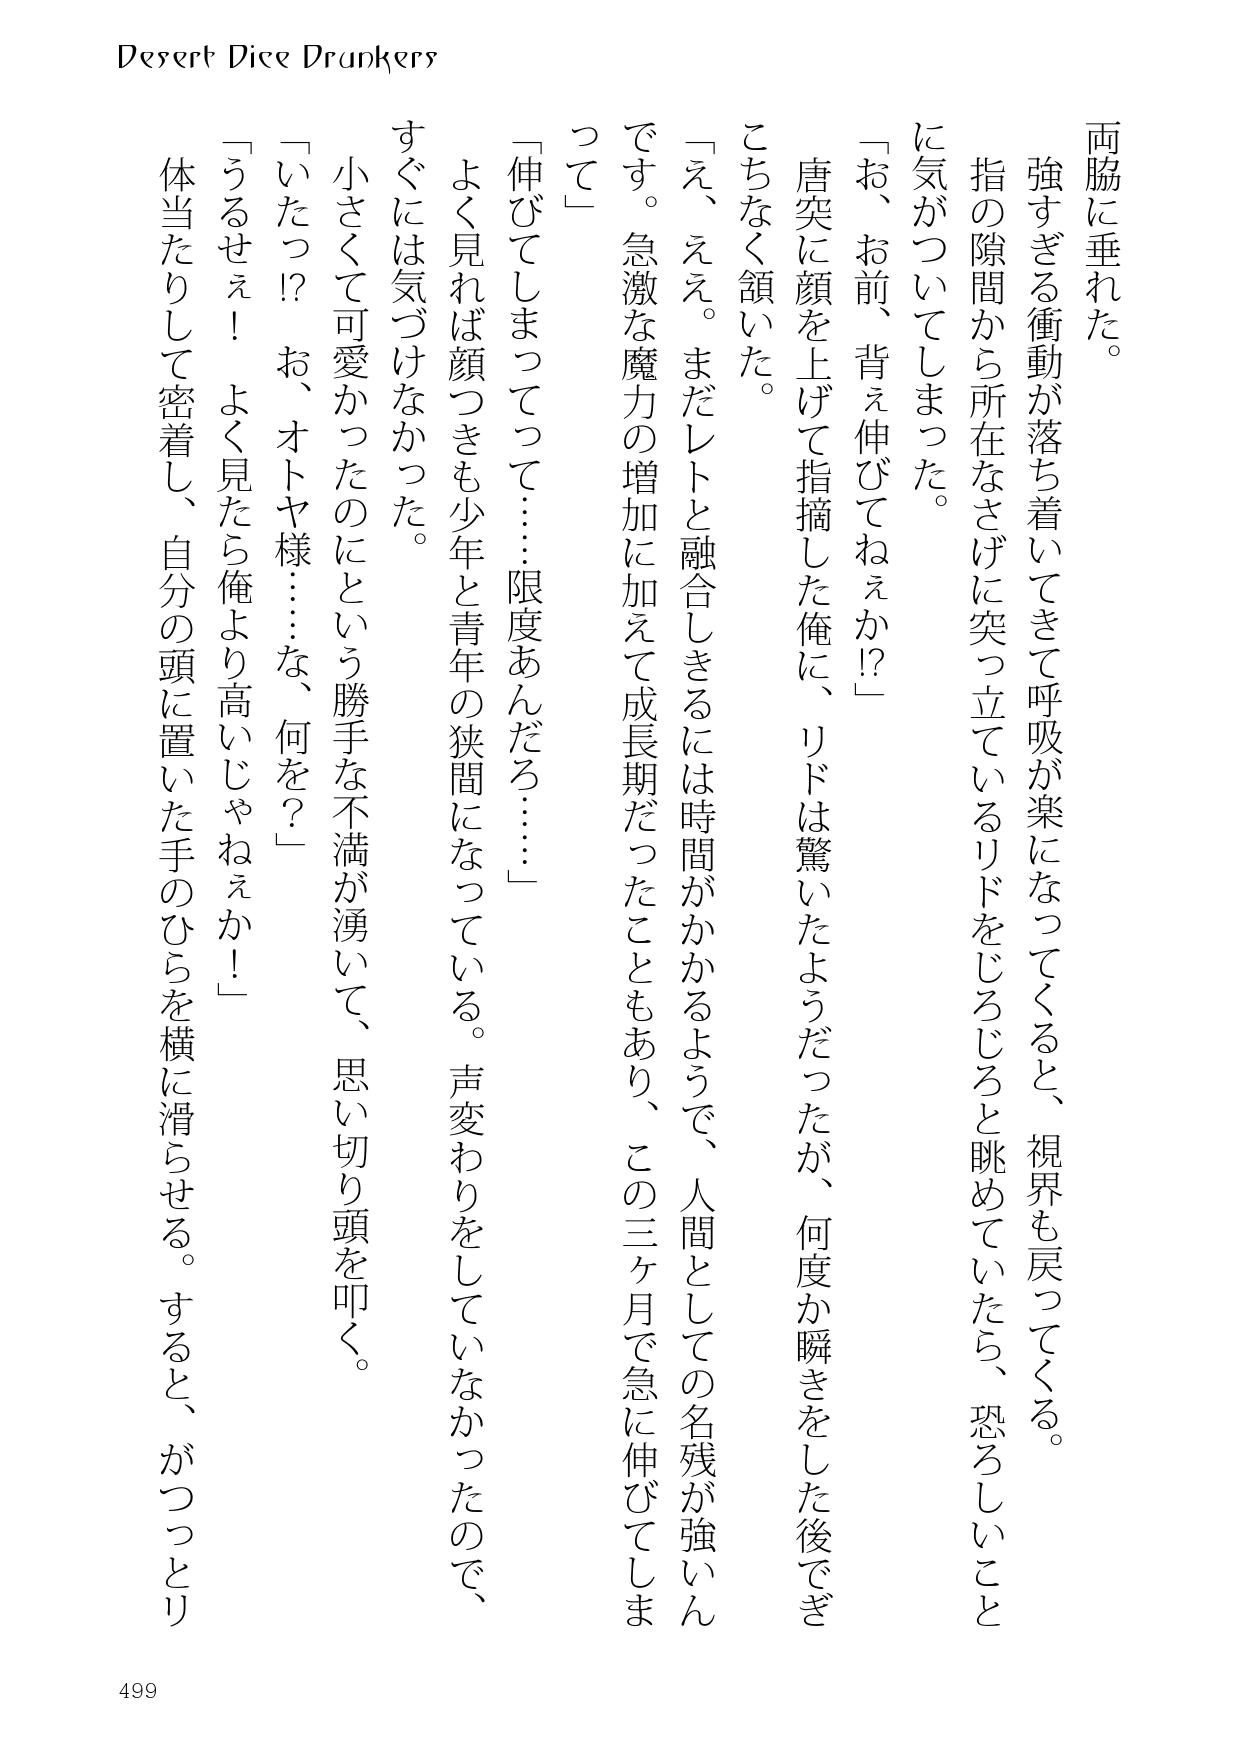 Desert Dice Drunkers
両脇に垂れた。
　強すぎる衝動が落ち着いてきて呼吸が楽になってくると、視界も戻ってくる。
　指の隙間から所在なさげに突っ立ているリドをじろじろと眺めていたら、恐ろしいこと
に気がついてしまった。
「お、お前、背ぇ伸びてねぇか!?」
　唐突に顔を上げて指摘した俺に、リドは驚いたようだったが、何度か瞬きをした後でぎ
こちなく頷いた。
「え、ええ。まだレトと融合しきるには時間がかかるようで、人間としての名残が強いん
です。急激な魔力の増加に加えて成長期だったこともあり、この三ヶ月で急に伸びてしま
って」
「伸びてしまってって……限度あんだろ……」
　よく見れば顔つきも少年と青年の狭間になっている。声変わりをしていなかったので、
すぐには気づけなかった。
　小さくて可愛かったのにという勝手な不満が湧いて、思い切り頭を叩く。
「いたっ!?　お、オトヤ様……な、何を？」
「うるせぇ！　よく見たら俺より高いじゃねぇか！」
　体当たりして密着し、自分の頭に置いた手のひらを横に滑らせる。すると、がつっとリ
499